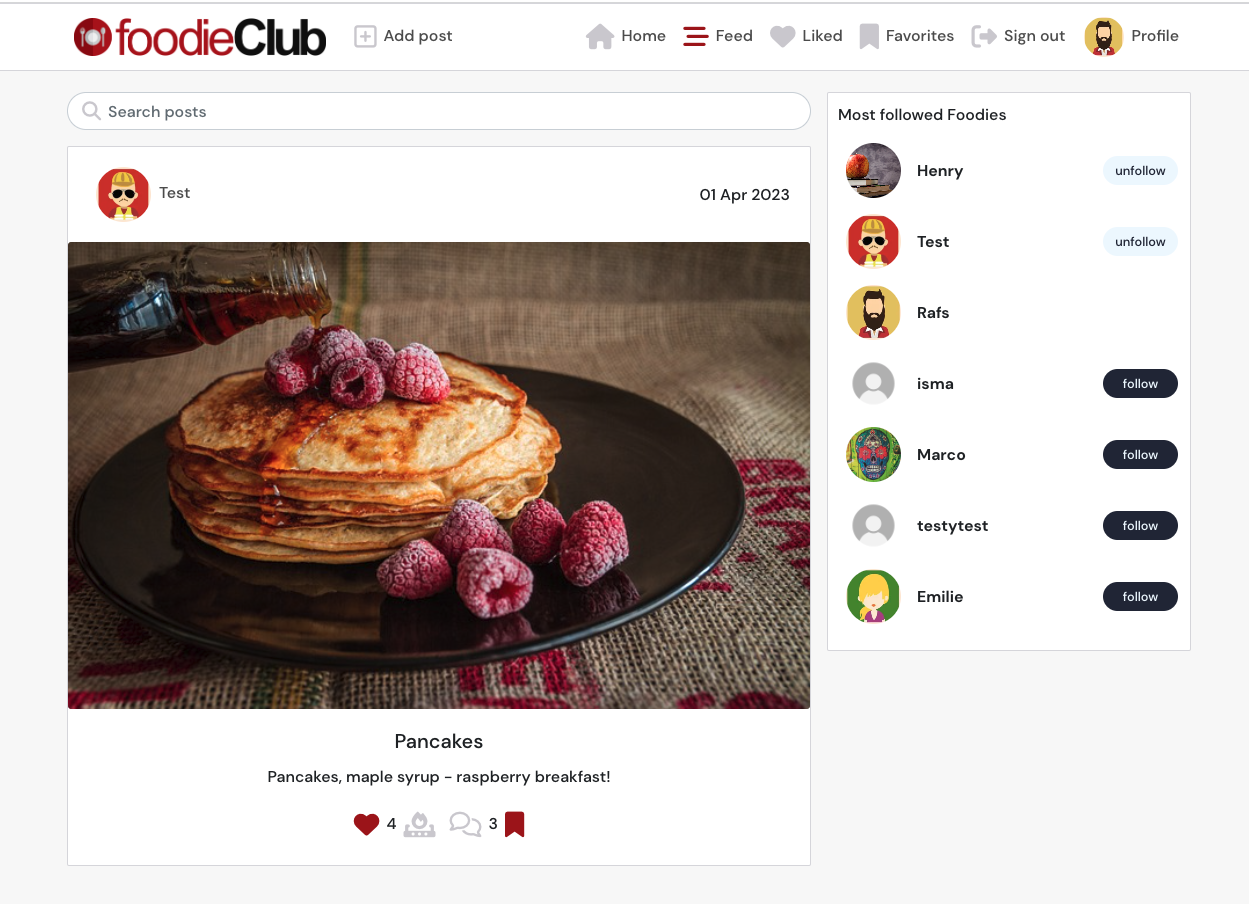 foodieClub
Add post
Home
Feed
Liked
Favorites
Sign out
Profile
Search posts
Test
01 Apr 2023
Pancakes
Pancakes, maple syrup - raspberry breakfast!
4
3
Most followed Foodies
Henry
unfollow
Test
unfollow
Rafs
isma
follow
Marco
follow
testytest
follow
Emilie
follow